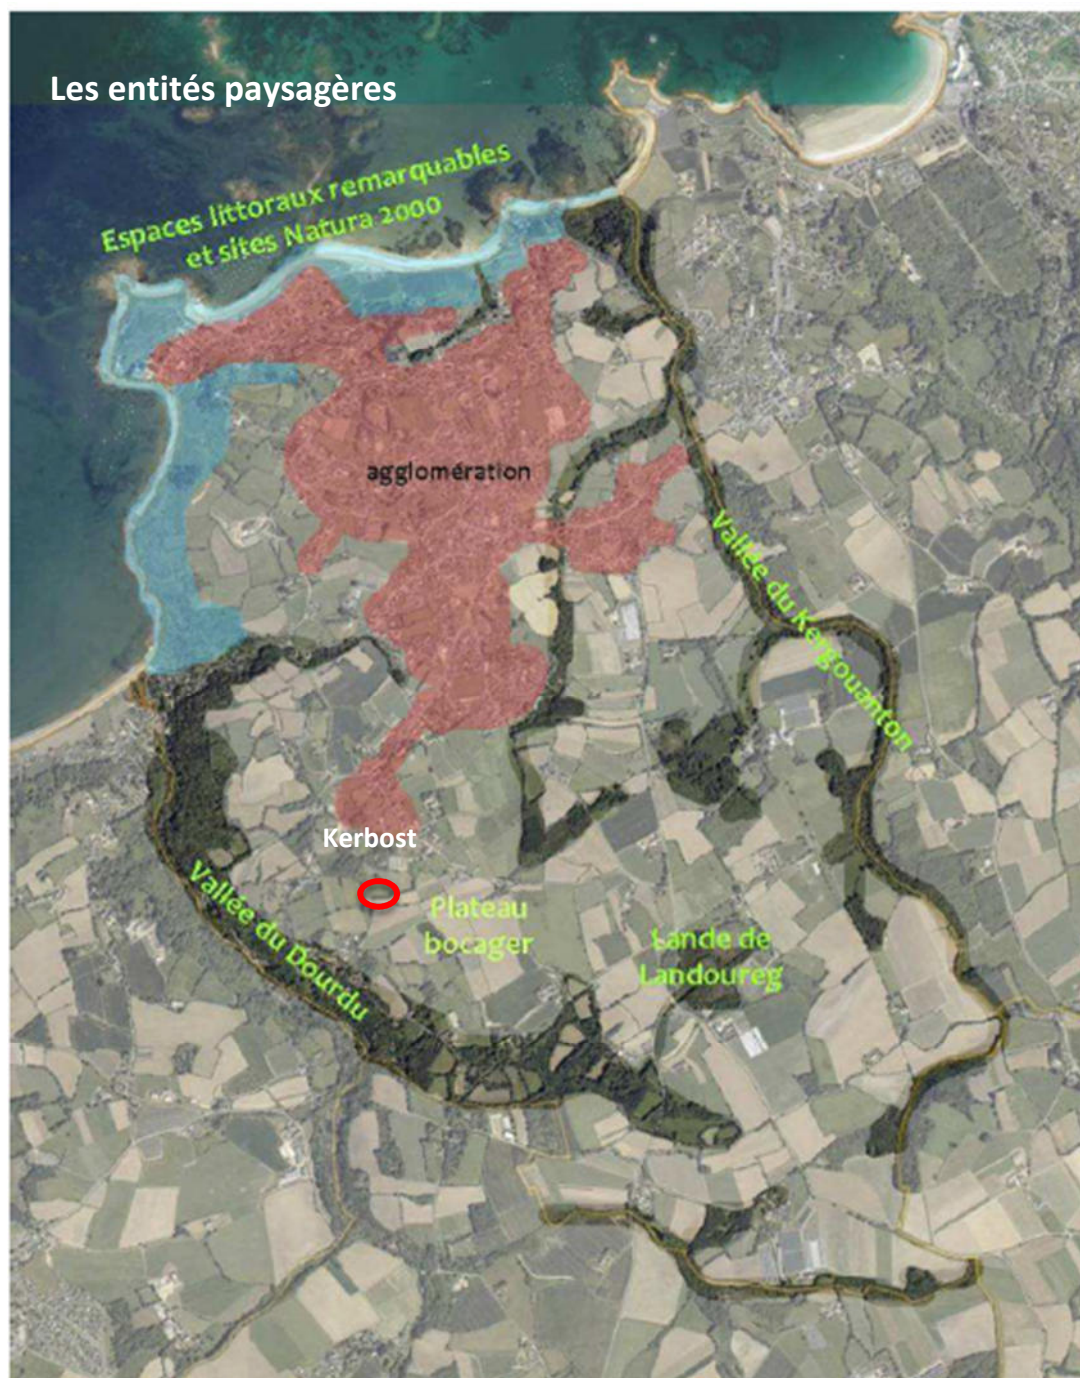 Les entités paysagères
Espaces littoraux remarquables
et sites Natura 2000
agglomération
Vallée du Kergouanton
Kerbost
Vallée du Dourdu
Plateau
bocager
Lande de
Landoureg